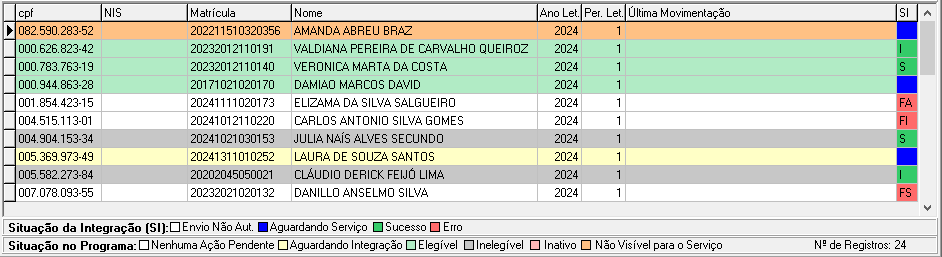 cpf NIS Matrícula Nome Ano Let. Per. Let. Última Movimentação SI
082.590.283-52 202211510320356 AMANDA ABREU BRAZ 2024 1
000.626.823-42 20232012110191 VALDIANA PEREIRA DE CARVALHO QUEIROZ 2024 1 I
000.783.763-19 20232012110140 VERONICA MARTA DA COSTA 2024 1 S
000.944.863-28 20171021020170 DAMIAO MARCOS DAVID 2024 1
001.854.423-15 20241111020173 ELIZAMA DA SILVA SALGUEIRO 2024 1 FA
004.515.113-01 20241012110220 CARLOS ANTONIO SILVA GOMES 2024 1 FI
004.904.153-34 20241021030153 JULIA NAÍS ALVES SECUNDO 2024 1 S
005.369.973-49 20241311010252 LAURA DE SOUZA SANTOS 2024 1
005.582.273-84 20202045050021 CLÁUDIO DERICK FEIJÓ LIMA 2024 1 I
007.078.093-55 20232021020132 DANILLO ANSELMO SILVA 2024 1 FS
Situação da Integração (SI): Envio Não Aut. Aguardando Serviço Sucesso Erro
Situação no Programa: Nenhuma Ação Pendente Aguardando Integração Elegível Inelegível Inativo Não Visível para o Serviço Nº de Registros: 24